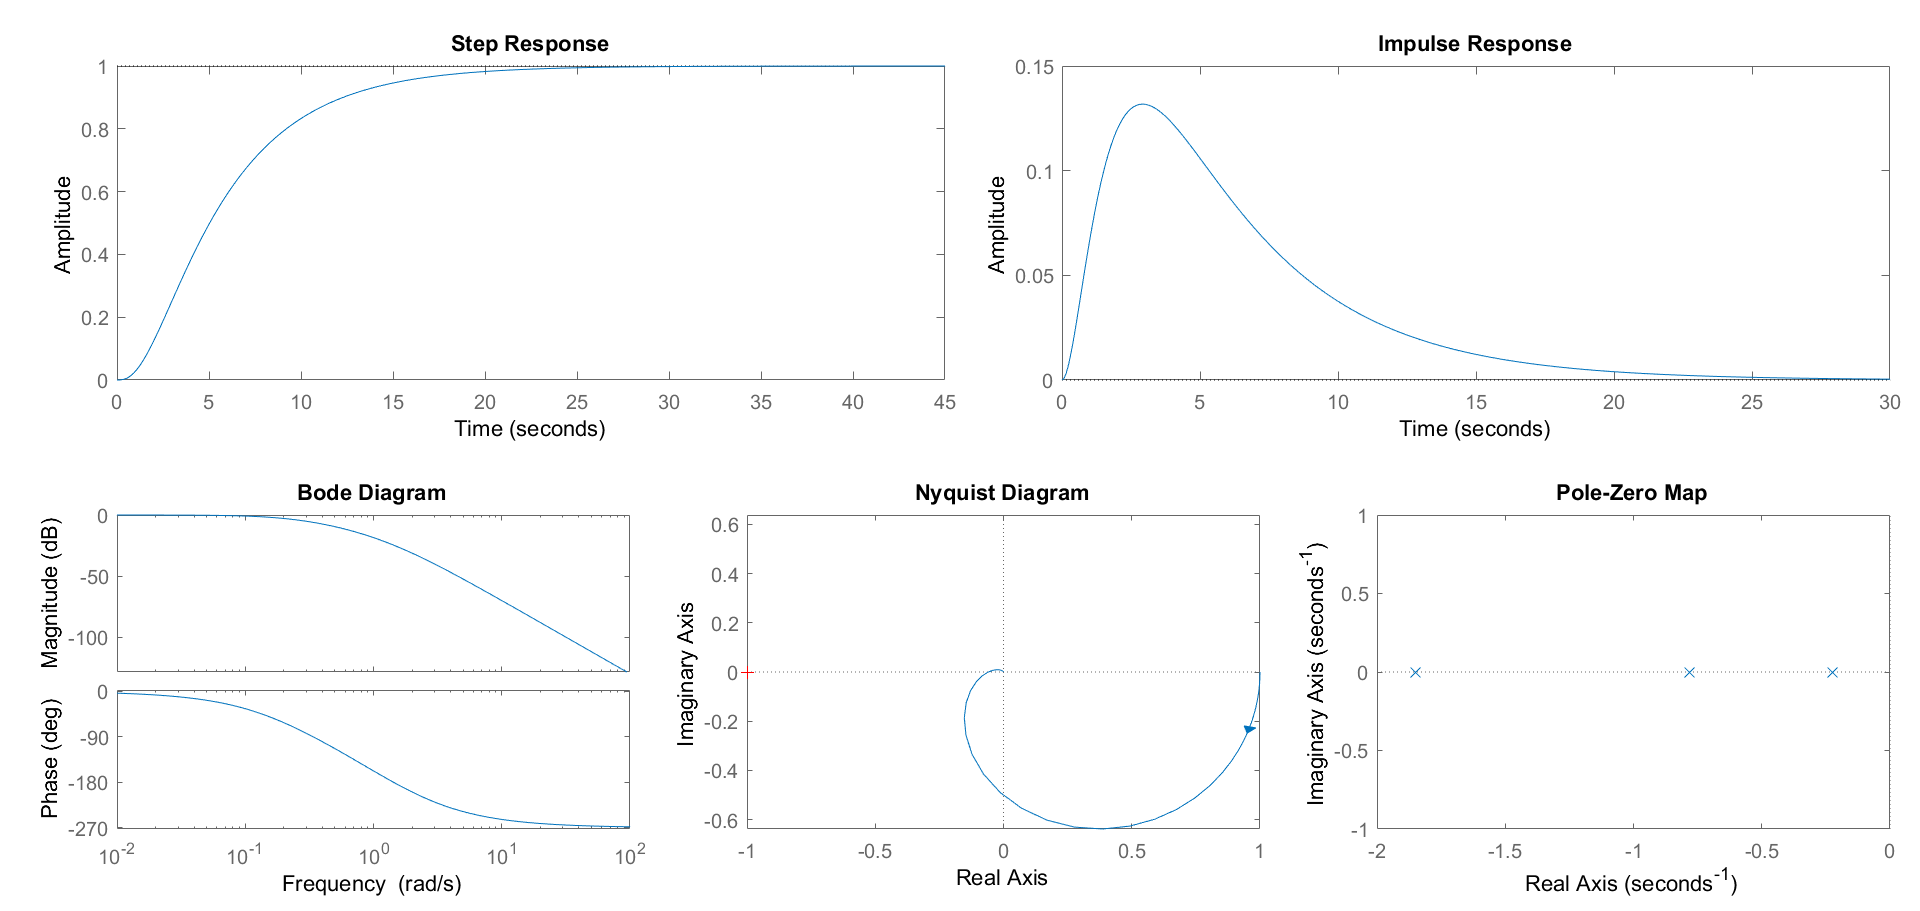 Step Response
Amplitude
1
0.8
0.6
0.4
0.2
0
0 5 10 15 20 25 30 35 40 45
Time (seconds)
Impulse Response
Amplitude
0.15
0.1
0.05
0
0 5 10 15 20 25 30
Time (seconds)
Bode Diagram
Magnitude (dB)
0
-50
-100
Phase (deg)
0
-90
-180
-270
10⁻² 10⁻¹ 10⁰ 10¹ 10²
Frequency (rad/s)
Nyquist Diagram
Imaginary Axis
0.6
0.4
0.2
0
-0.2
-0.4
-0.6
-1 -0.5 0 0.5 1
Real Axis
Pole-Zero Map
Imaginary Axis (seconds⁻¹)
1
0.5
0
-0.5
-1
-2 -1.5 -1 -0.5 0
Real Axis (seconds⁻¹)